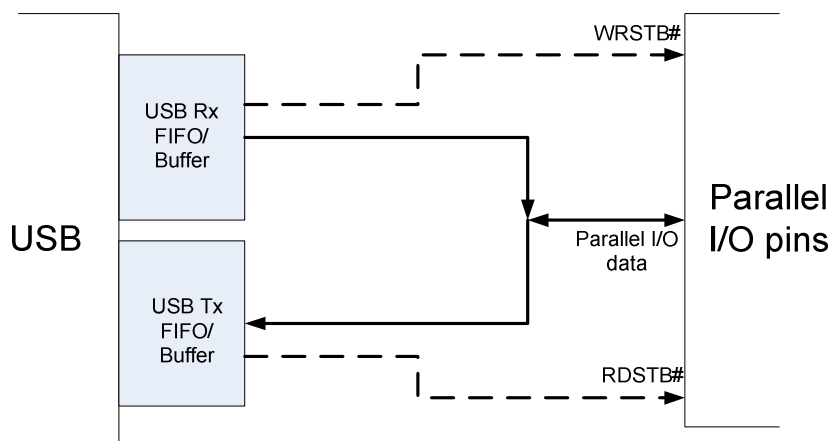 WRSTB#
USB Rx
FIFO/
Buffer
USB
Parallel
I/O pins
Parallel I/O
data
USB Tx
FIFO/
Buffer
RDSTB#